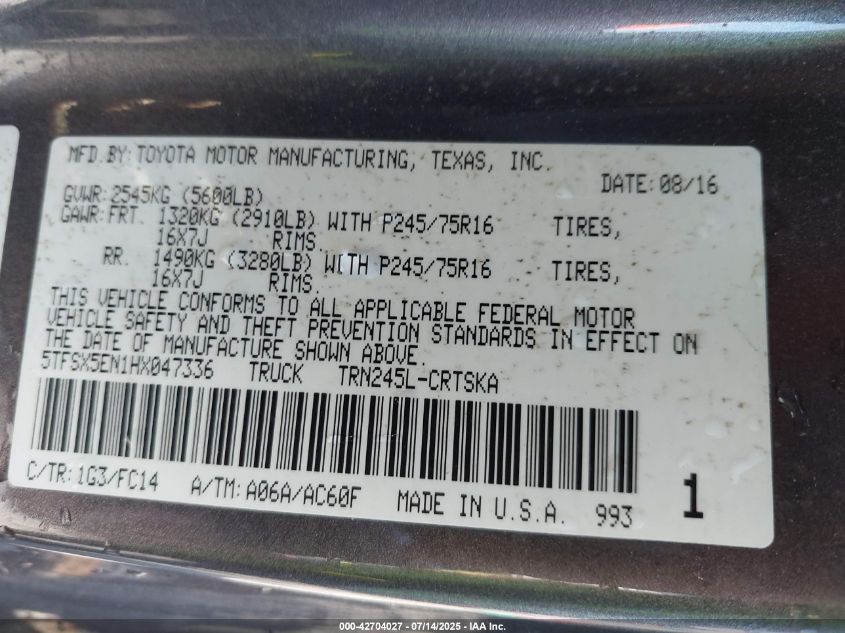 MFD.BY:TOYOTA MOTOR MANUFACTURING, TEXAS, INC.
DATE:08/16
GVWR:2545KG (5600LB)
GAWR:FRT. 1320KG (2910LB) WITH P245/75R16 TIRES,
16X7J RIMS.
RR. 1490KG (3280LB) WITH P245/75R16 TIRES,
16X7J RIMS.
THIS VEHICLE CONFORMS TO ALL APPLICABLE FEDERAL MOTOR
VEHICLE SAFETY AND THEFT PREVENTION STANDARDS IN EFFECT ON
THE DATE OF MANUFACTURE SHOWN ABOVE.
5TFSX5EN1HX047336 TRUCK TRN245L-CRTSKA
C/TR:1G3/FC14 A/TM:A06A/AC60F MADE IN U.S.A. 993 1
000-42704027 - 07/14/2025 - IAA Inc.